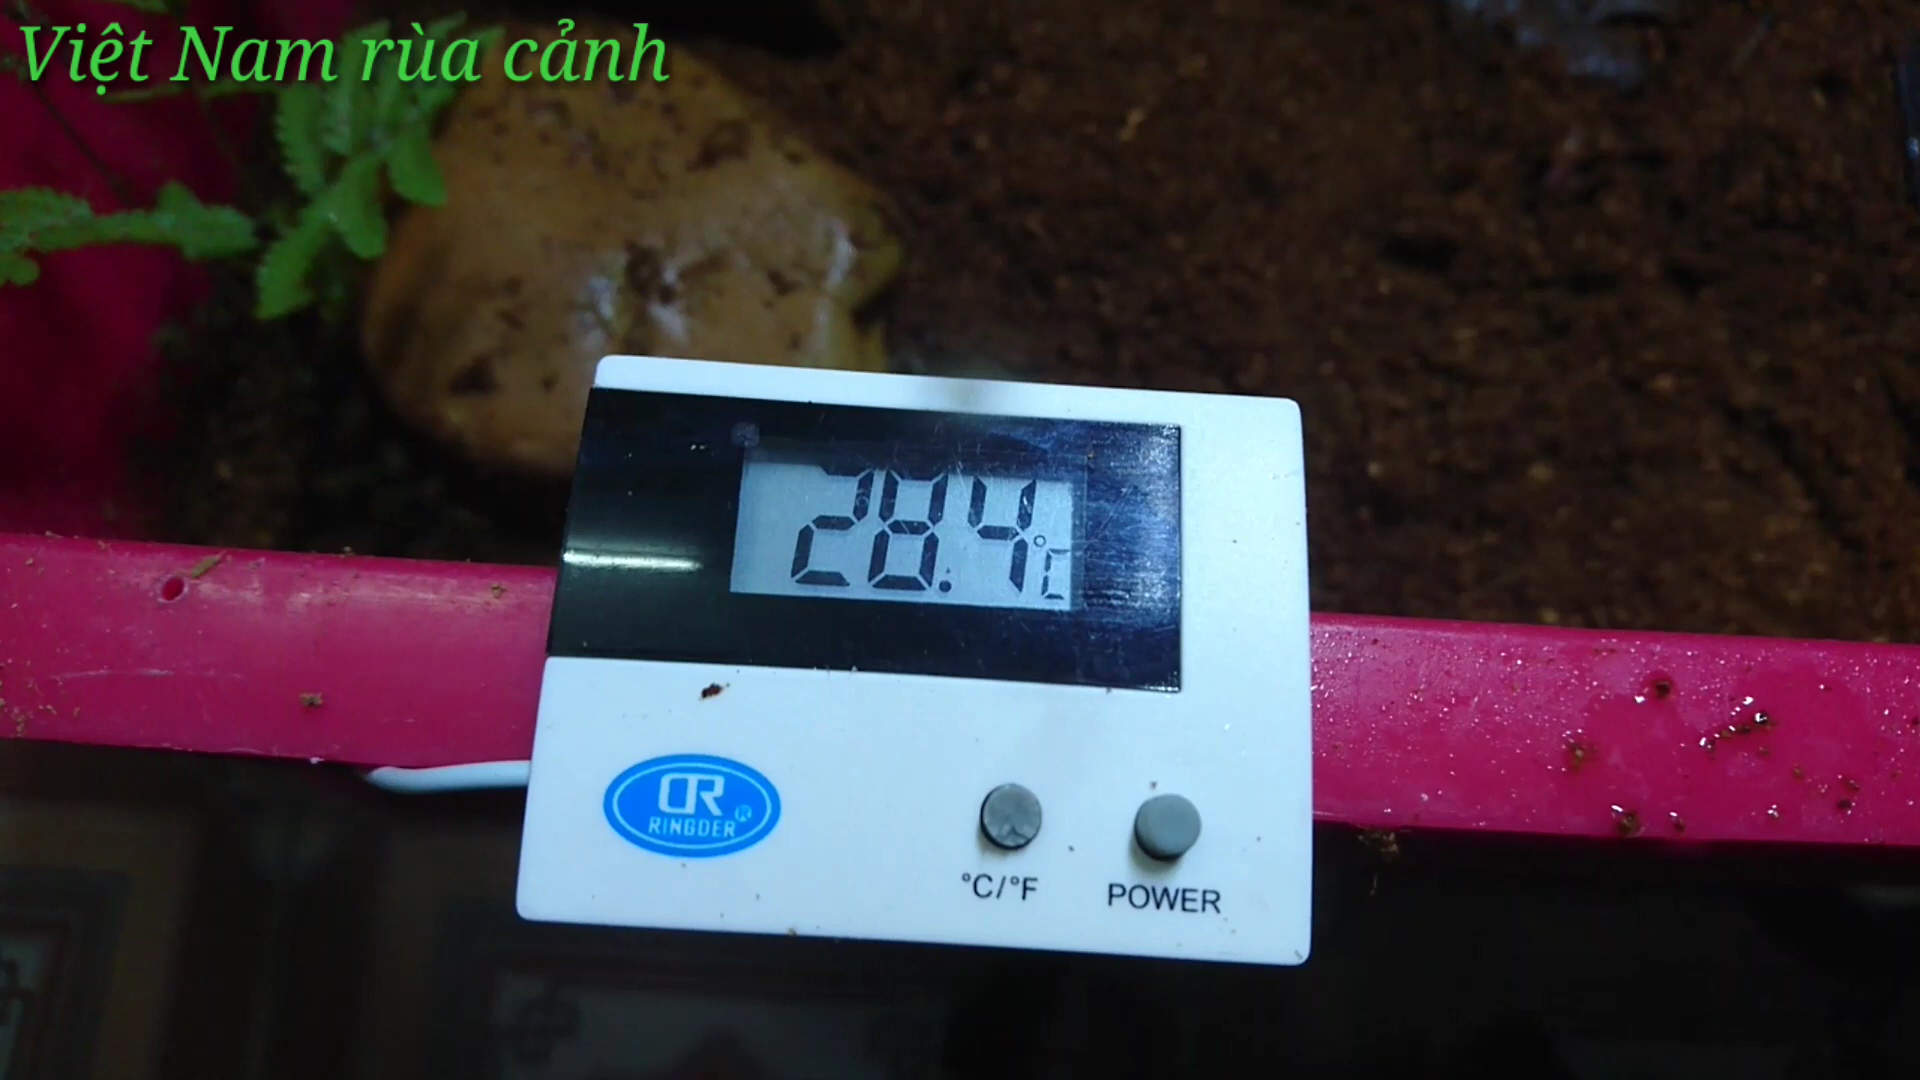 Việt Nam rùa cảnh
28.4°C
RINGDER®
°C/°F
POWER